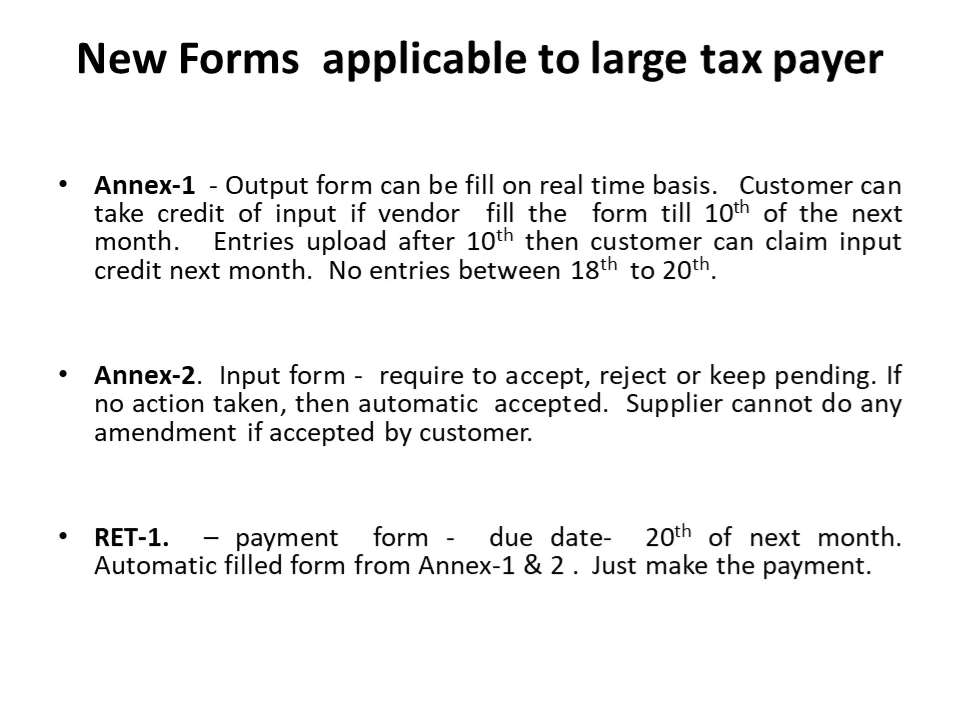 New Forms applicable to large tax payer
• Annex-1 - Output form can be fill on real time basis. Customer can
take credit of input if vendor fill the form till 10th of the next
month. Entries upload after 10th then customer can claim input
credit next month. No entries between 18th to 20th.
• Annex-2. Input form - require to accept, reject or keep pending. If
no action taken, then automatic accepted. Supplier cannot do any
amendment if accepted by customer.
• RET-1. – payment form - due date- 20th of next month.
Automatic filled form from Annex-1 & 2 . Just make the payment.